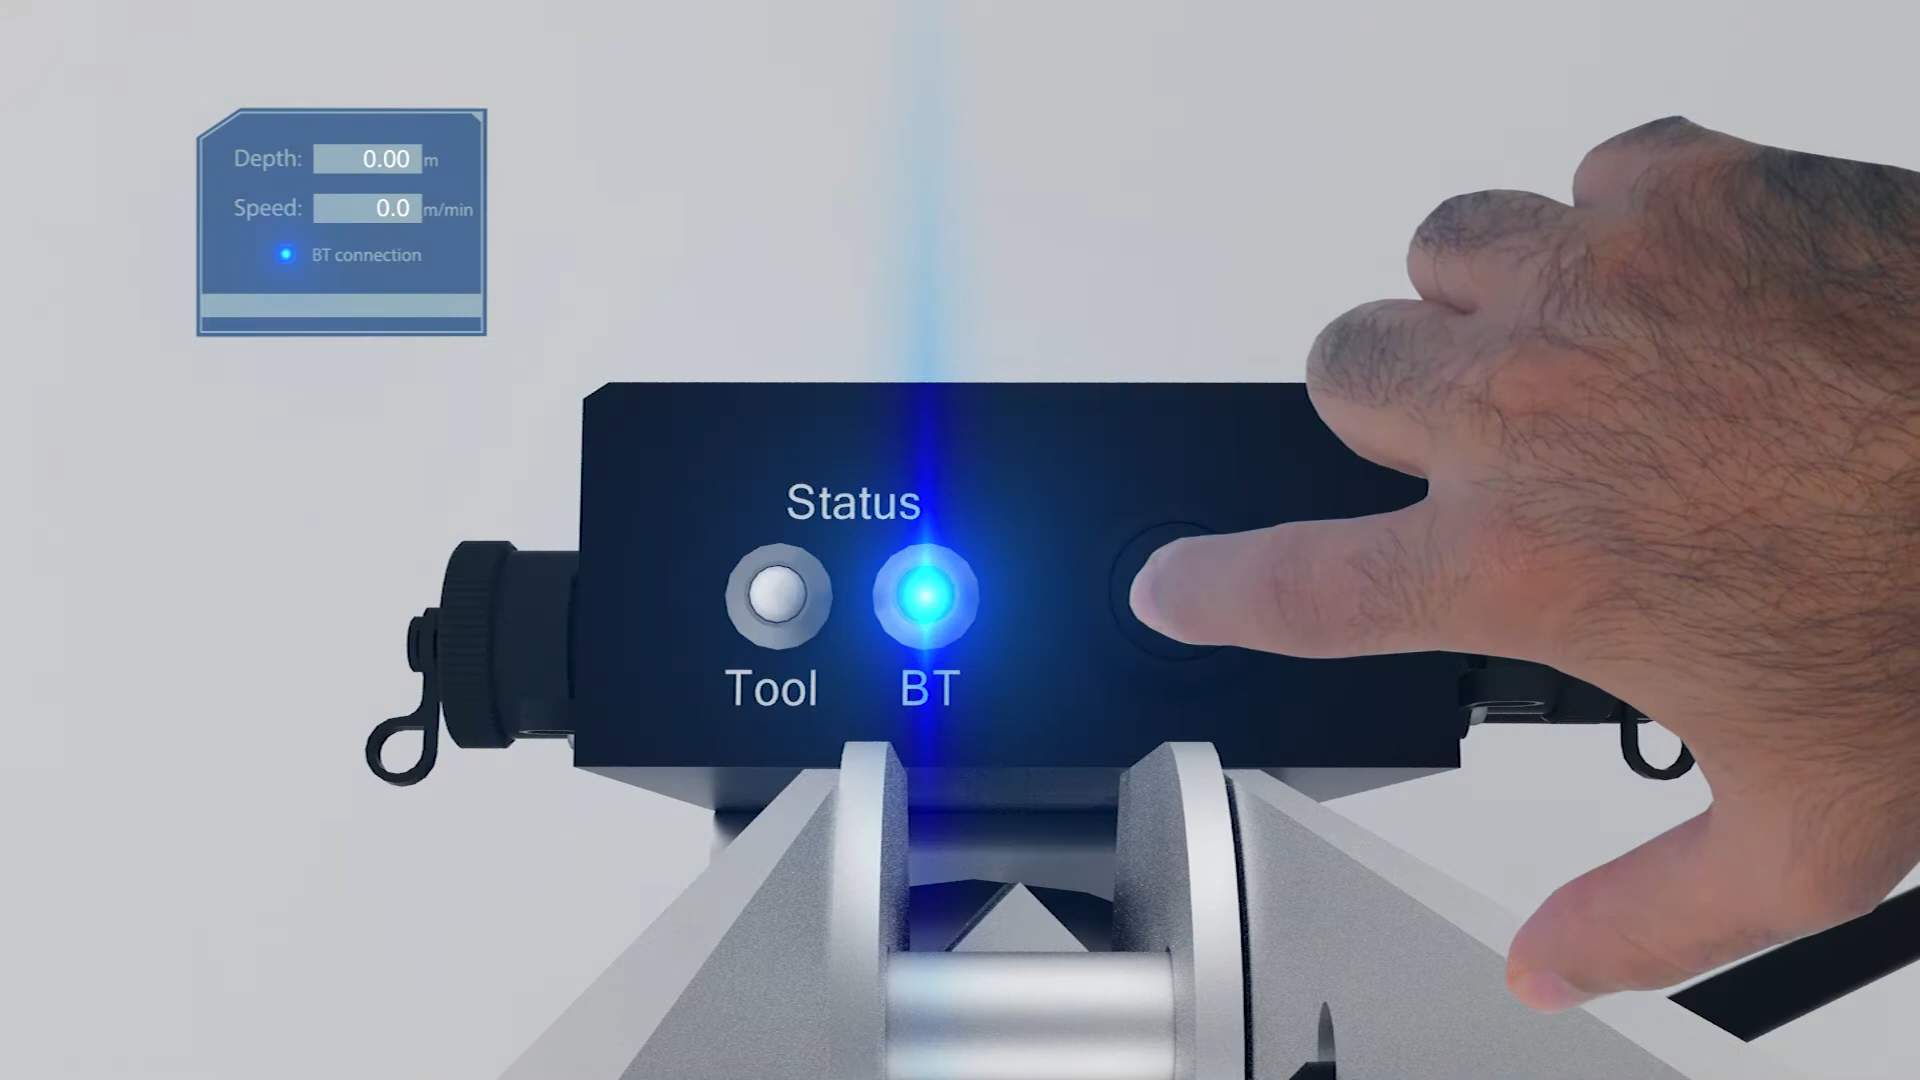 Depth: 0.00 m
Speed: 0.0 m/min
BT connection
Status
Tool BT